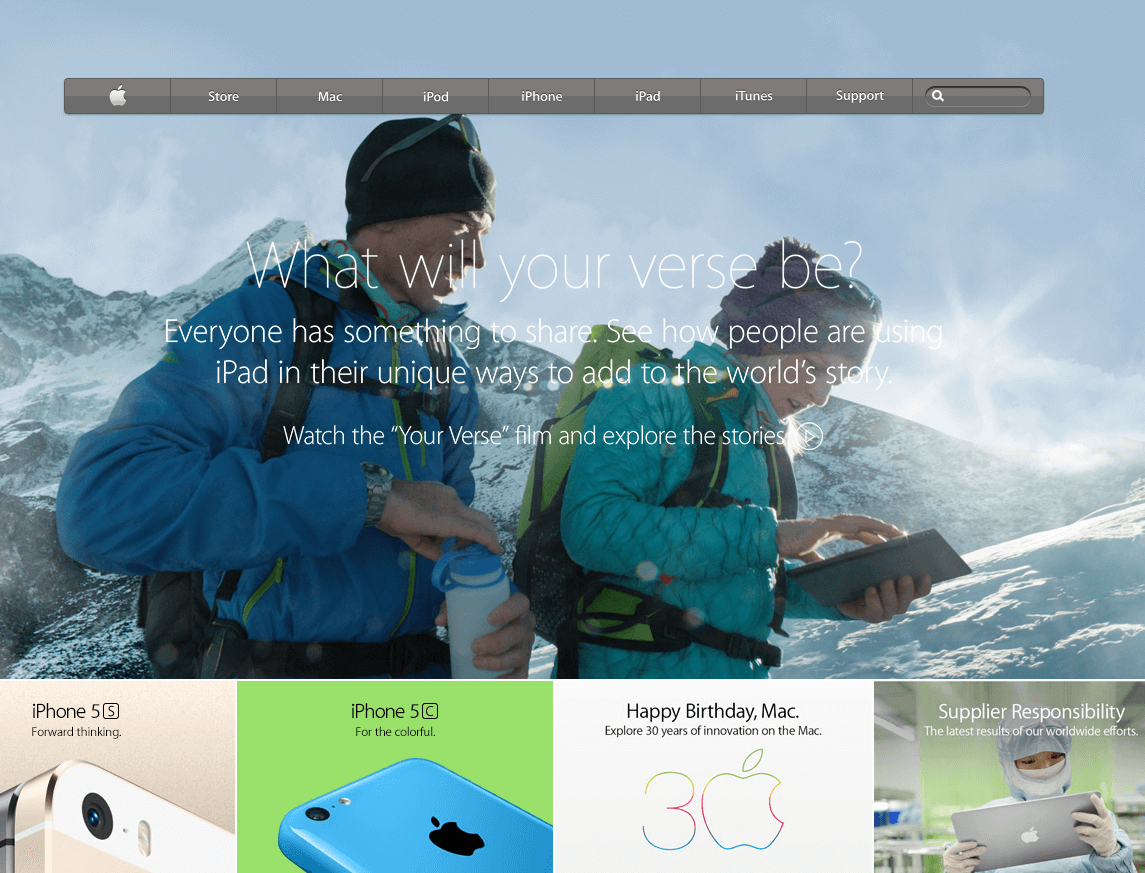 Store
Mac
iPod
iPhone
iPad
iTunes
Support
What will your verse be?
Everyone has something to share. See how people are using
iPad in their unique ways to add to the world’s story.
Watch the “Your Verse” film and explore the stories
iPhone 5S
Forward thinking.
iPhone 5C
For the colorful.
Happy Birthday, Mac.
Explore 30 years of innovation on the Mac.
30
Supplier Responsibility
The latest results of our worldwide efforts.